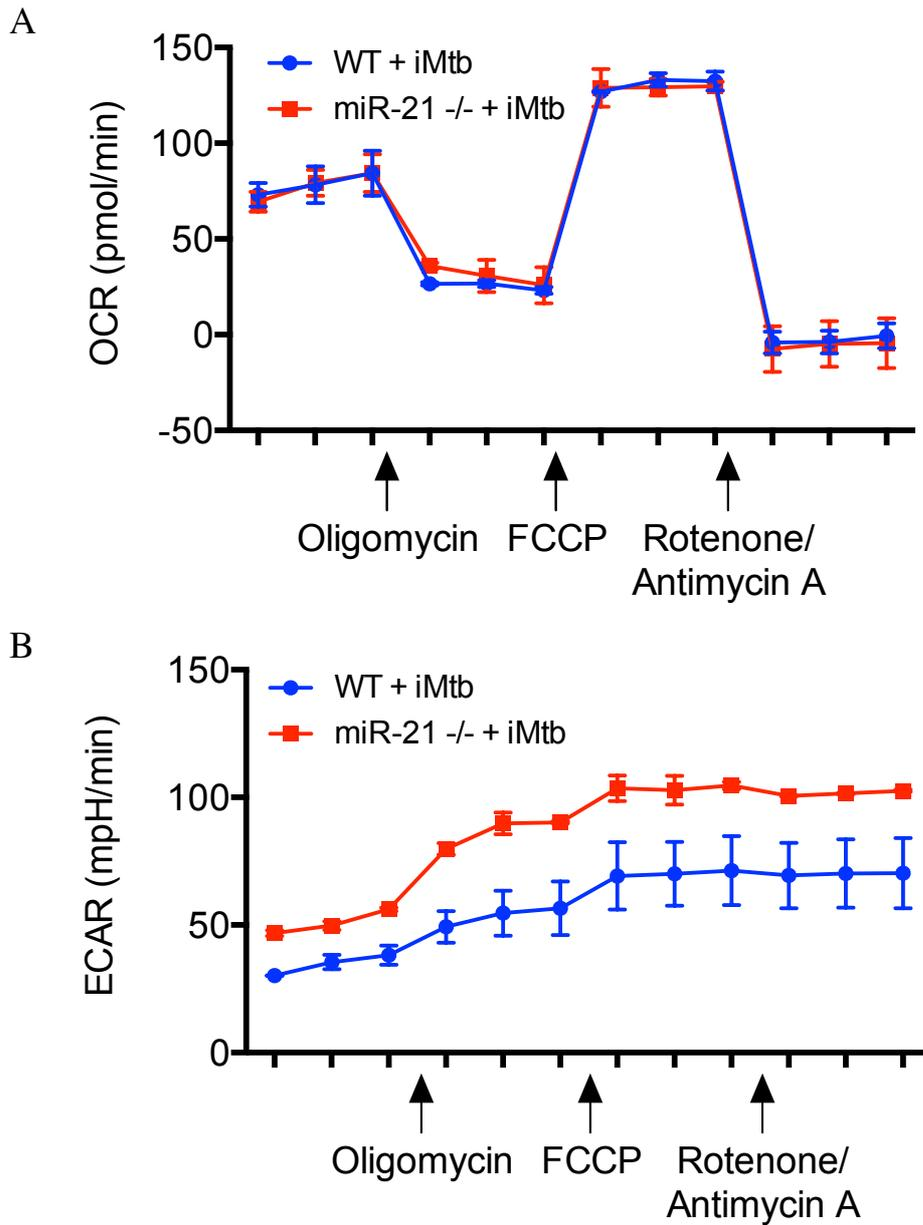 A
150
100
50
0
-50
OCR (pmol/min)
WT + iMtb
miR-21 -/- + iMtb
Oligomycin FCCP Rotenone/
Antimycin A
B
150
100
50
0
ECAR (mpH/min)
WT + iMtb
miR-21 -/- + iMtb
Oligomycin FCCP Rotenone/
Antimycin A